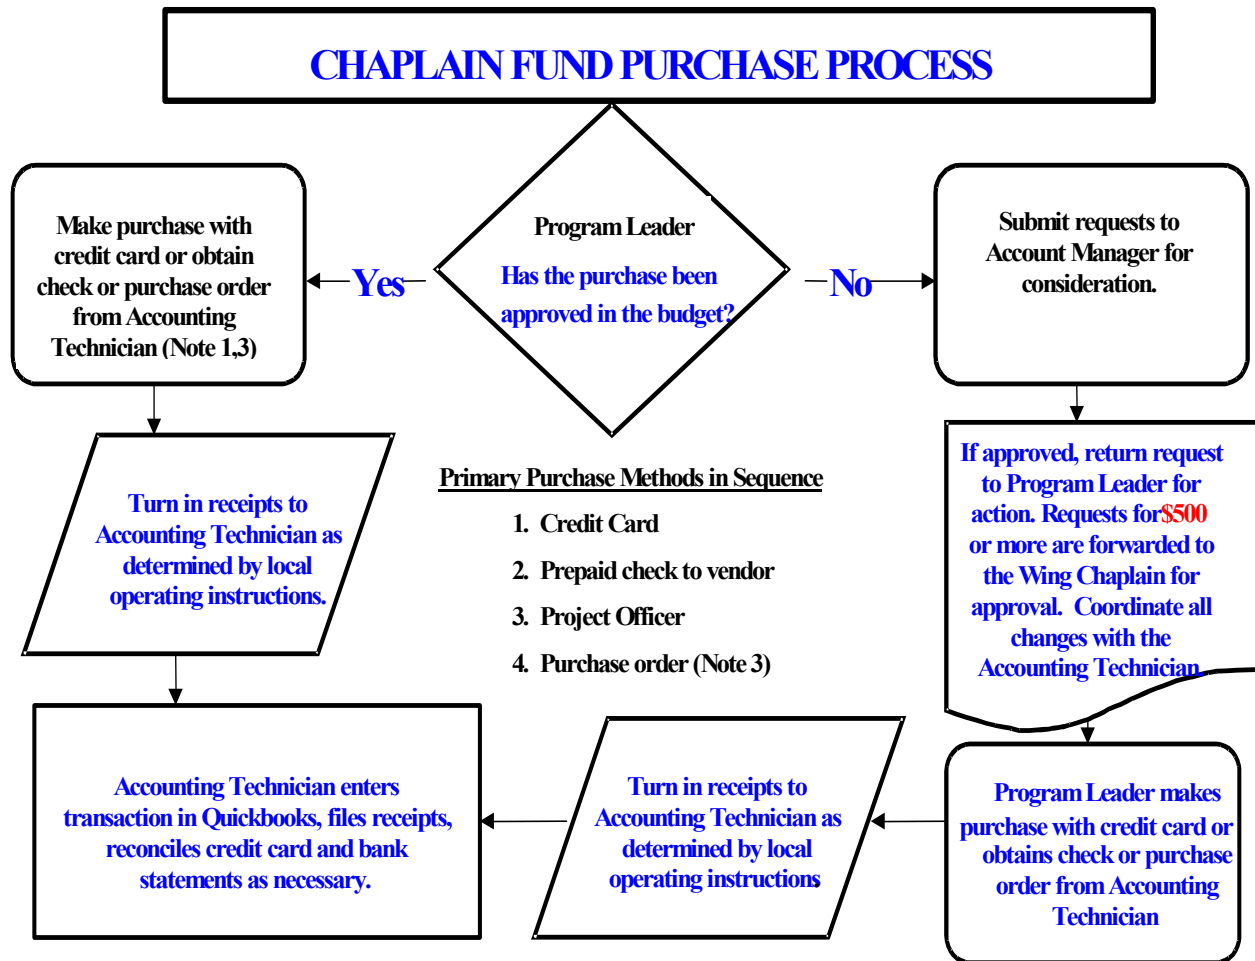 CHAPLAIN FUND PURCHASE PROCESS
Program Leader
Has the purchase been
approved in the budget?
Yes
No
Make purchase with
credit card or obtain
check or purchase order
from Accounting
Technician (Note 1,3)
Submit requests to
Account Manager for
consideration.
Turn in receipts to
Accounting Technician as
determined by local
operating instructions.
Primary Purchase Methods in Sequence
1. Credit Card
2. Prepaid check to vendor
3. Project Officer
4. Purchase order (Note 3)
If approved, return request
to Program Leader for
action. Requests for $500
or more are forwarded to
the Wing Chaplain for
approval. Coordinate all
changes with the
Accounting Technician.
Accounting Technician enters
transaction in Quickbooks, files receipts,
reconciles credit card and bank
statements as necessary.
Turn in receipts to
Accounting Technician as
determined by local
operating instructions.
Program Leader makes
purchase with credit card or
obtains check or purchase
order from Accounting
Technician